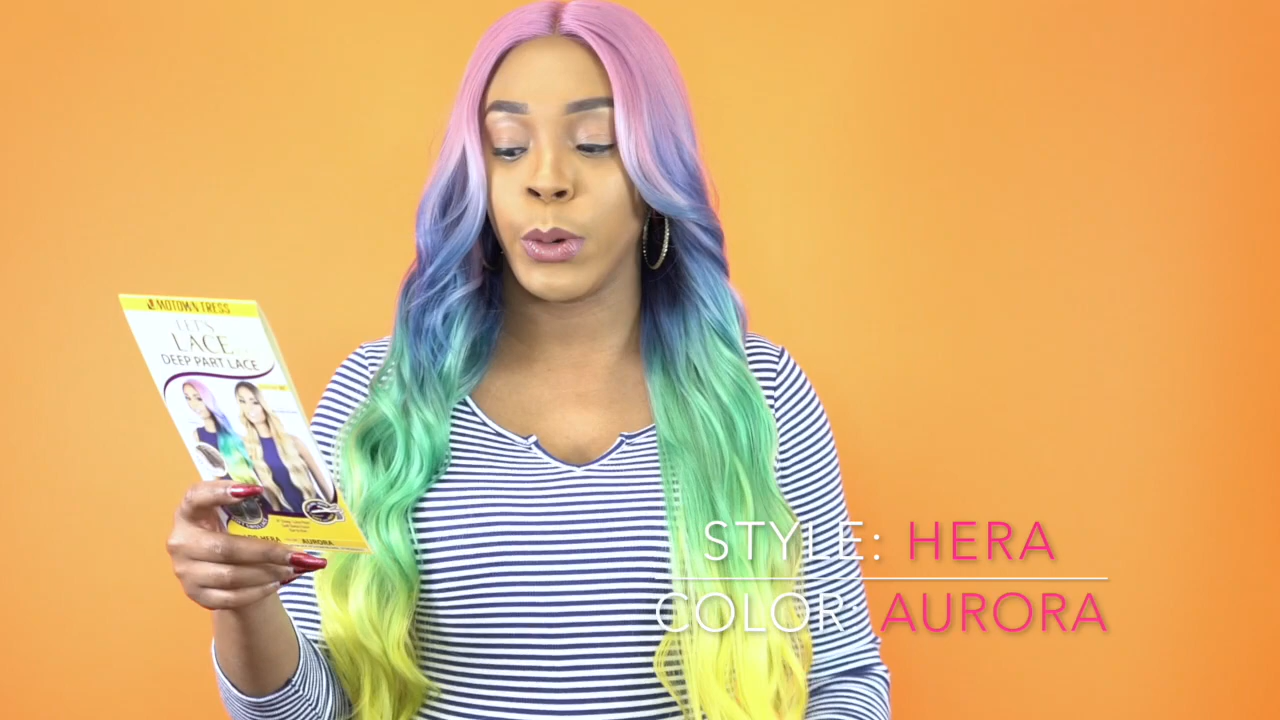 MOTOWN TRESS
LET'S
LACE
DEEP PART LACE
HERA
AURORA
STYLE: HERA
COLOR: AURORA